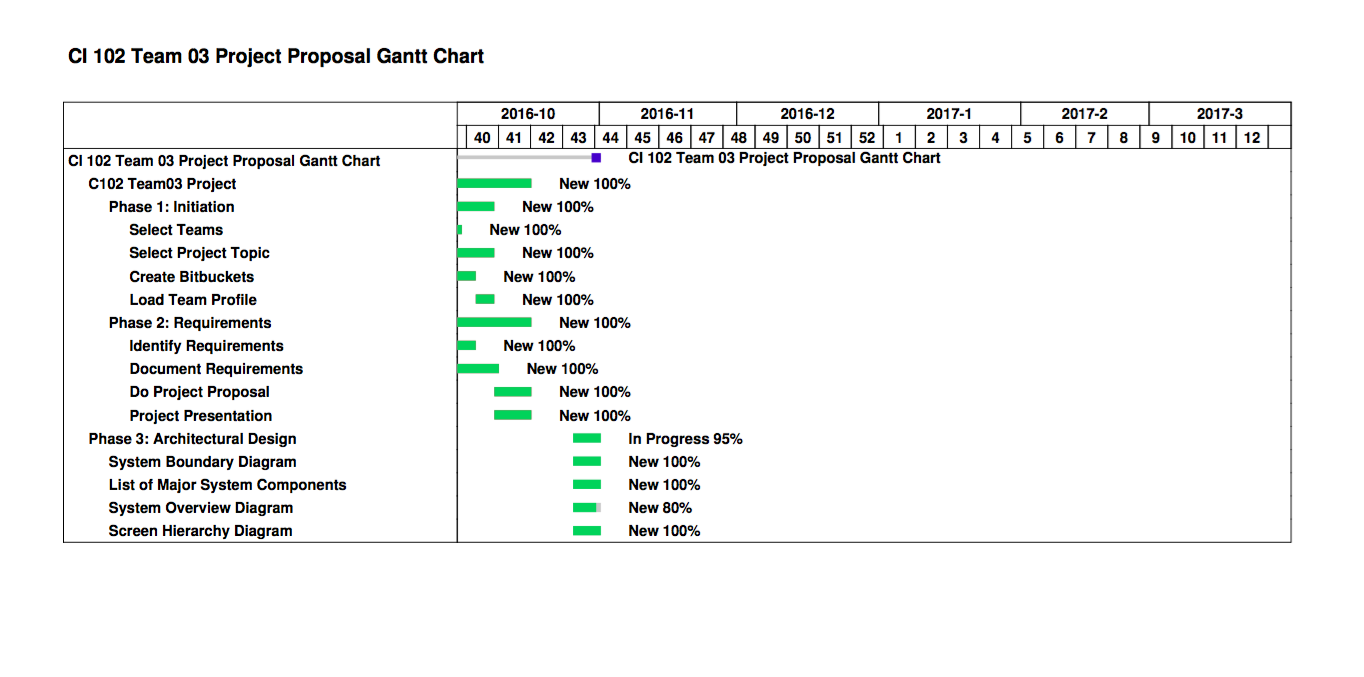 CI 102 Team 03 Project Proposal Gantt Chart
2016-10 2016-11 2016-12 2017-1 2017-2 2017-3
40 41 42 43 44 45 46 47 48 49 50 51 52 1 2 3 4 5 6 7 8 9 10 11 12
CI 102 Team 03 Project Proposal Gantt Chart CI 102 Team 03 Project Proposal Gantt Chart
C102 Team03 Project New 100%
Phase 1: Initiation New 100%
Select Teams New 100%
Select Project Topic New 100%
Create Bitbuckets New 100%
Load Team Profile New 100%
Phase 2: Requirements New 100%
Identify Requirements New 100%
Document Requirements New 100%
Do Project Proposal New 100%
Project Presentation New 100%
Phase 3: Architectural Design In Progress 95%
System Boundary Diagram New 100%
List of Major System Components New 100%
System Overview Diagram New 80%
Screen Hierarchy Diagram New 100%